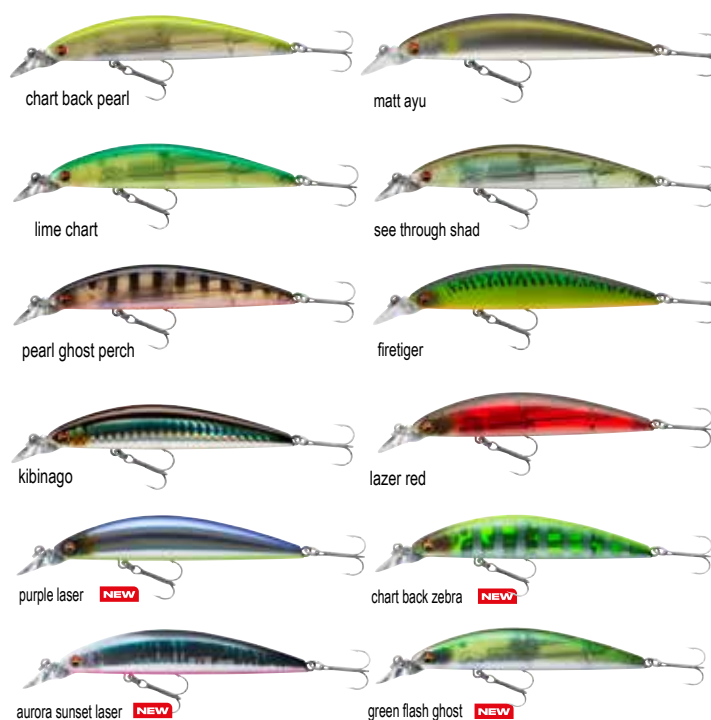 chart back pearl
matt ayu
lime chart
see through shad
pearl ghost perch
firetiger
kibinago
lazer red
purple laser NEW
chart back zebra NEW
aurora sunset laser NEW
green flash ghost NEW